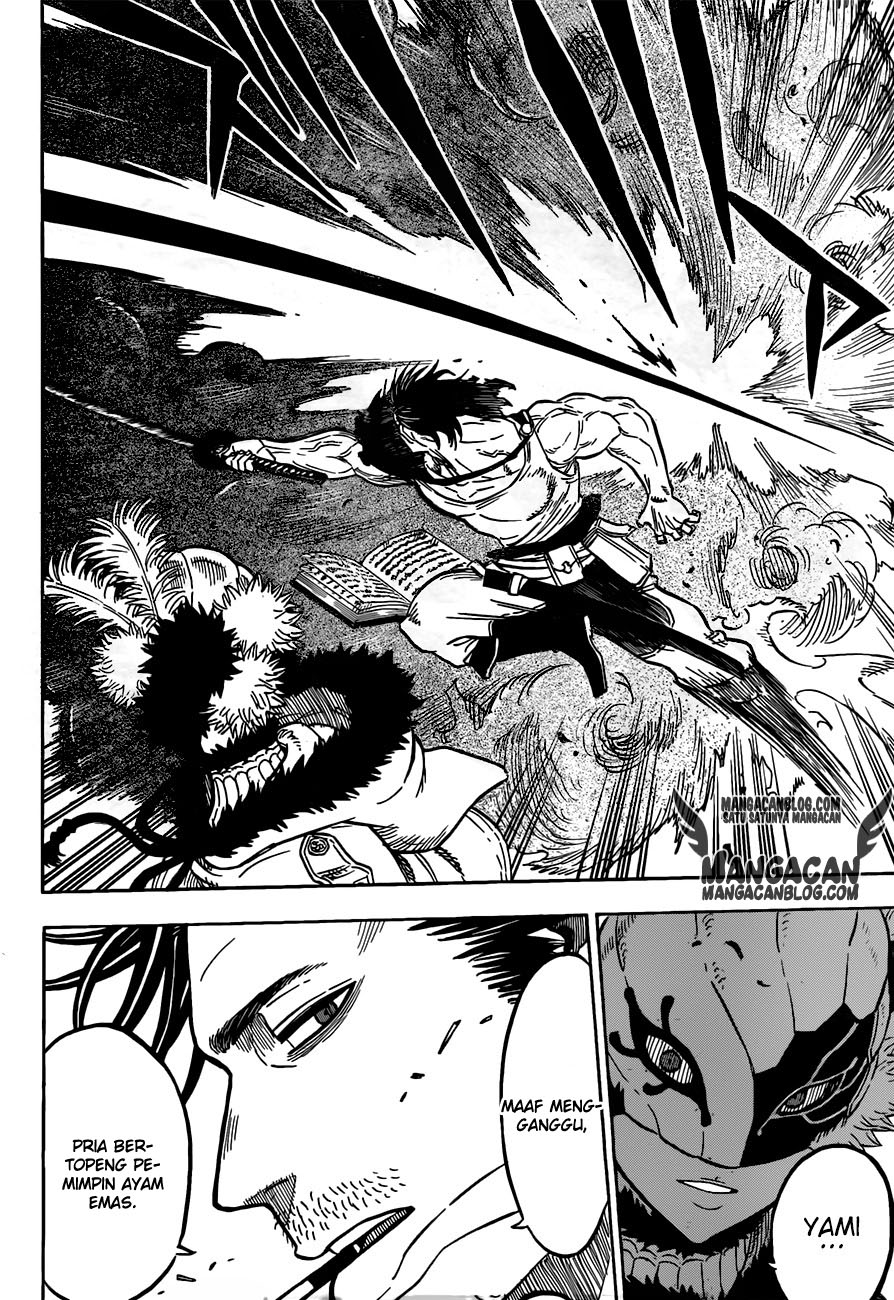 MANGACANBLOG.COM
SATU SATUNYA MANGACAN
MANGACAN
MANGACANBLOG.COM
YAMI
...
MAAF MENG-
GANGGU,
PRIA BER-
TOPENG PE-
MIMPIN AYAM
EMAS.